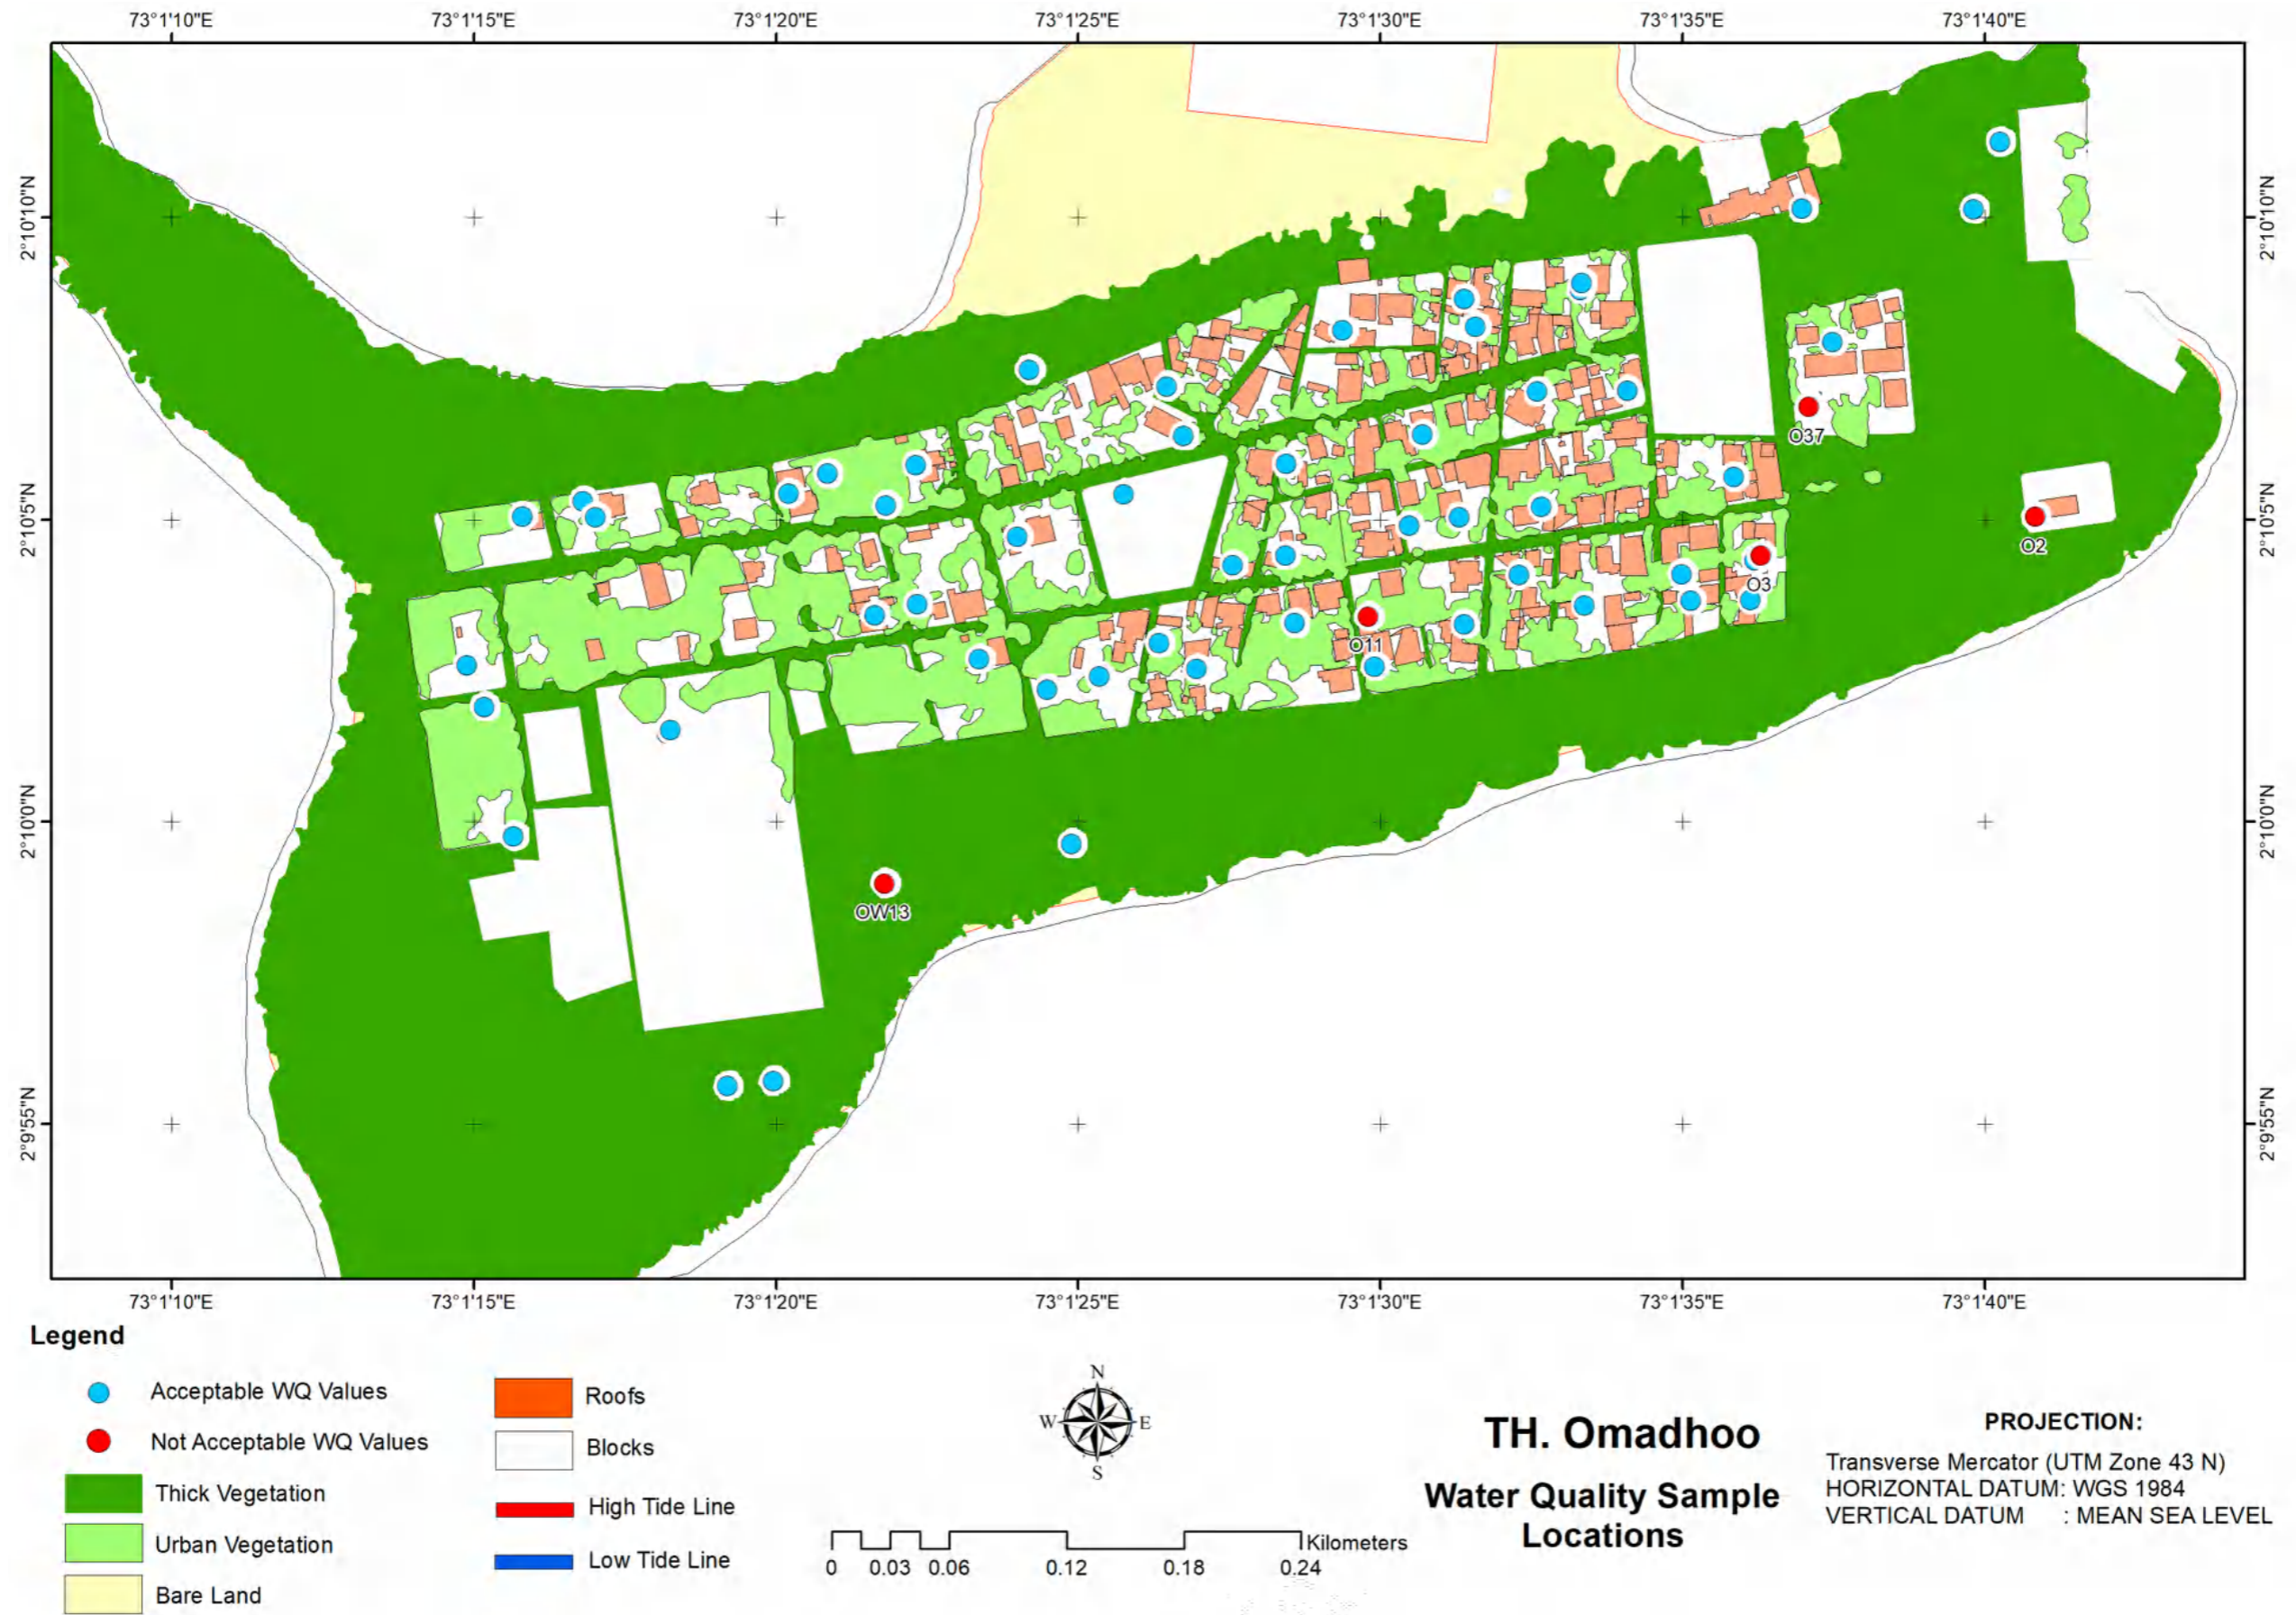 73°1'10"E 73°1'15"E 73°1'20"E 73°1'25"E 73°1'30"E 73°1'35"E 73°1'40"E
2°10'10"N 2°10'10"N
O37
2°10'5"N 2°10'5"N
O2
O3
O11
2°10'0"N 2°10'0"N
OW13
2°9'55"N 2°9'55"N
73°1'10"E 73°1'15"E 73°1'20"E 73°1'25"E 73°1'30"E 73°1'35"E 73°1'40"E
Legend
Acceptable WQ Values
Not Acceptable WQ Values
Thick Vegetation
Urban Vegetation
Bare Land
Roofs
Blocks
High Tide Line
Low Tide Line
N
W E
S
Kilometers
0 0.03 0.06 0.12 0.18 0.24
TH. Omadhoo
Water Quality Sample
Locations
PROJECTION:
Transverse Mercator (UTM Zone 43 N)
HORIZONTAL DATUM: WGS 1984
VERTICAL DATUM : MEAN SEA LEVEL